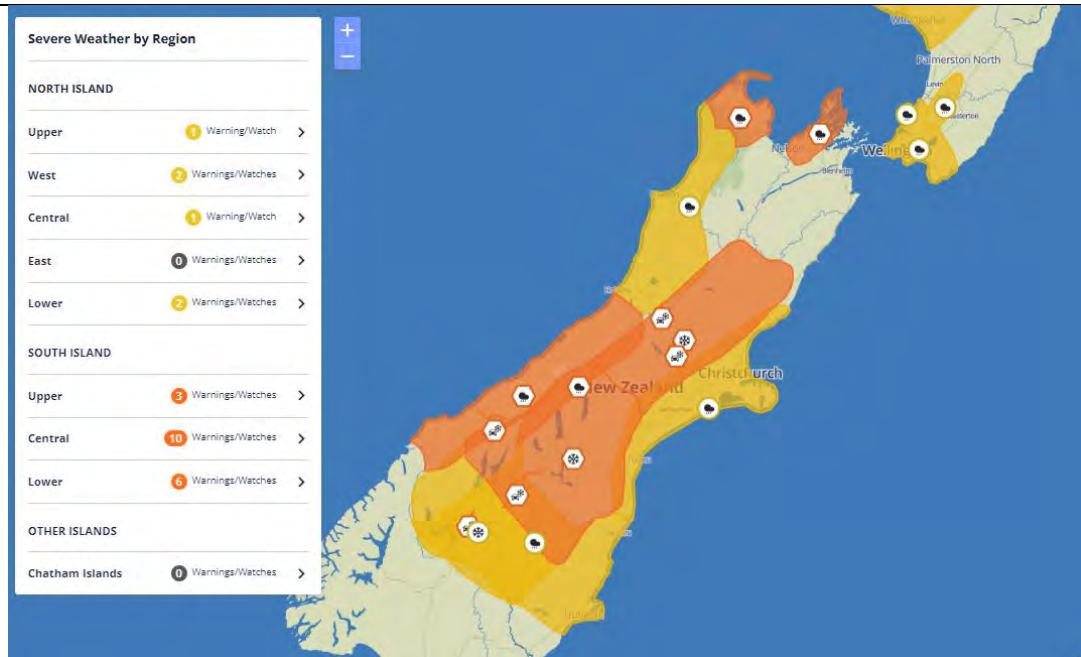 Severe Weather by Region
NORTH ISLAND
Upper 1 Warning/Watch
West 2 Warnings/Watches
Central 1 Warning/Watch
East 0 Warnings/Watches
Lower 2 Warnings/Watches
SOUTH ISLAND
Upper 3 Warnings/Watches
Central 10 Warnings/Watches
Lower 6 Warnings/Watches
OTHER ISLANDS
Chatham Islands 0 Warnings/Watches
+
−
Palmerston North
Levin
Blenheim
New Zealand
Christchurch